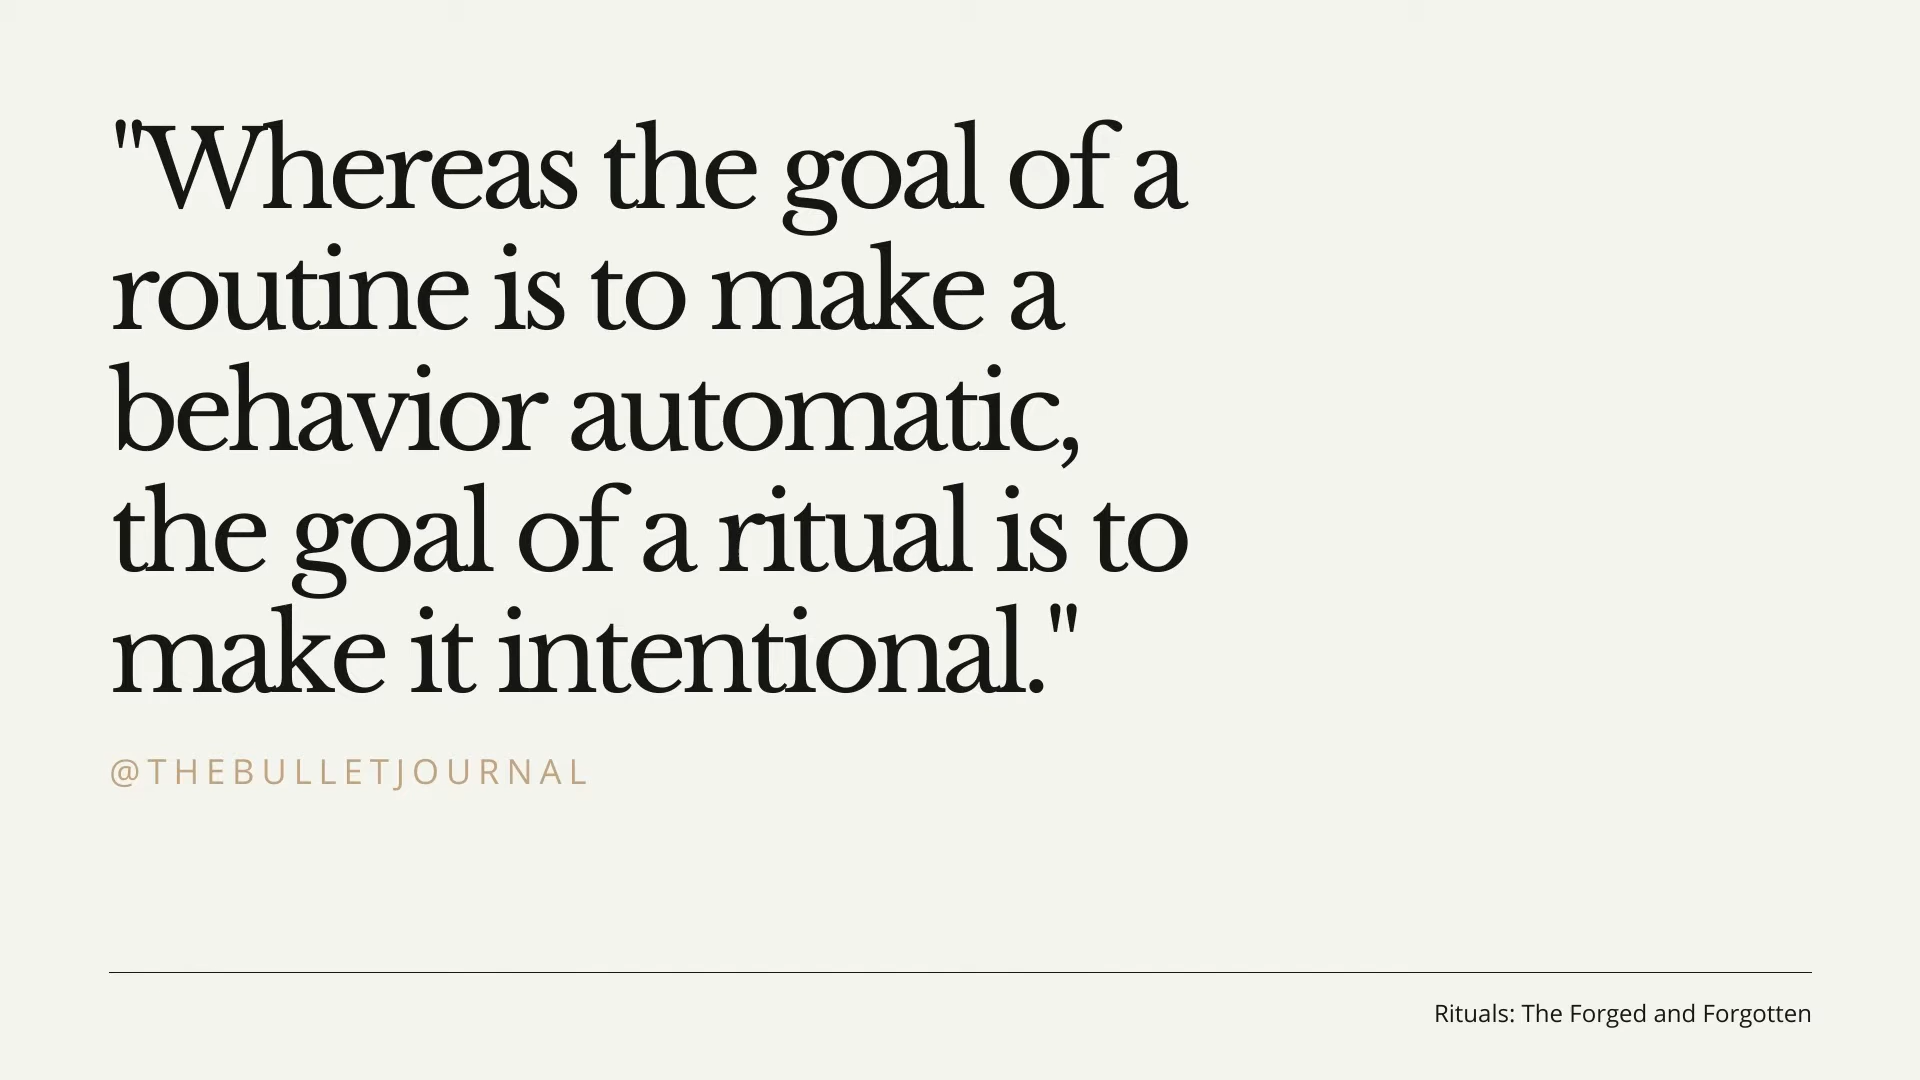 "Whereas the goal of a
routine is to make a
behavior automatic,
the goal of a ritual is to
make it intentional."
@THEBULLETJOURNAL
Rituals: The Forged and Forgotten